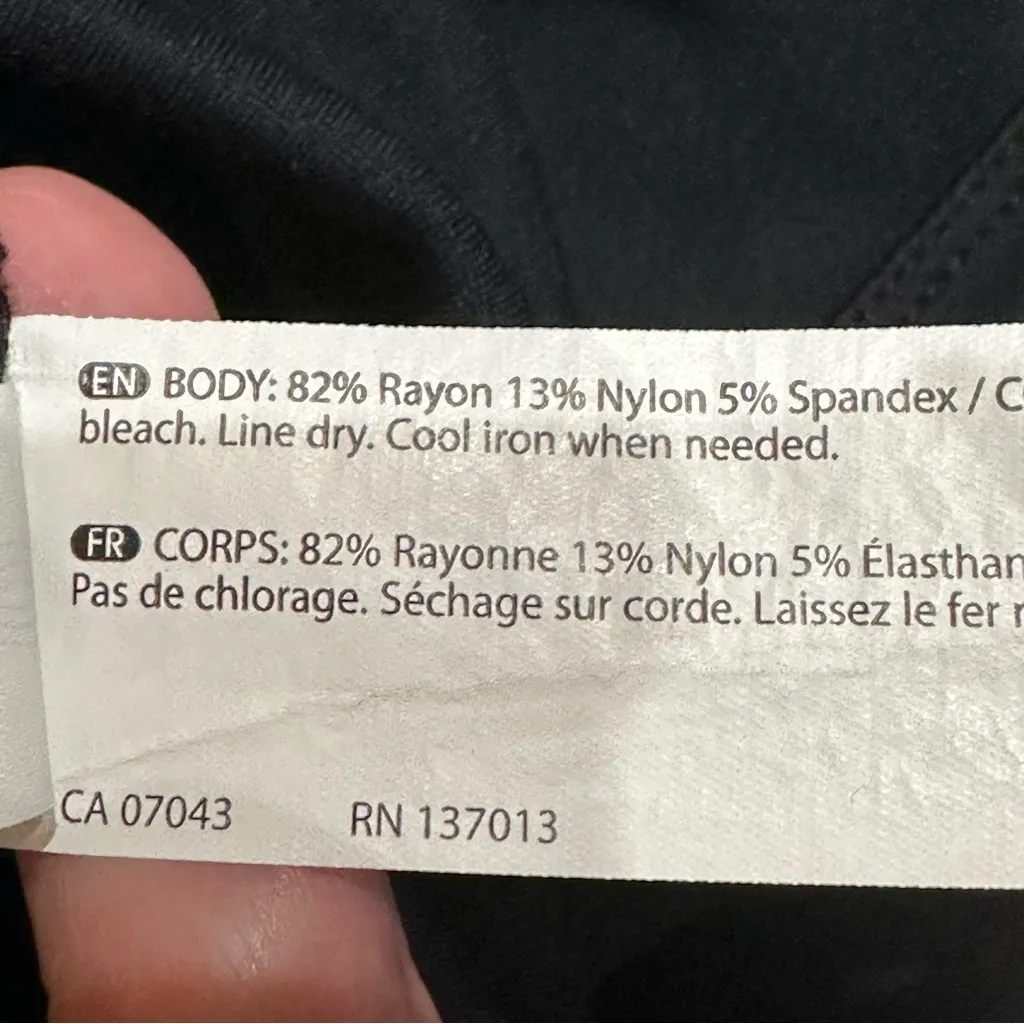 EN BODY: 82% Rayon 13% Nylon 5% Spandex / C
bleach. Line dry. Cool iron when needed.
FR CORPS: 82% Rayonne 13% Nylon 5% Élasthan
Pas de chlorage. Séchage sur corde. Laissez le fer
CA 07043 RN 137013